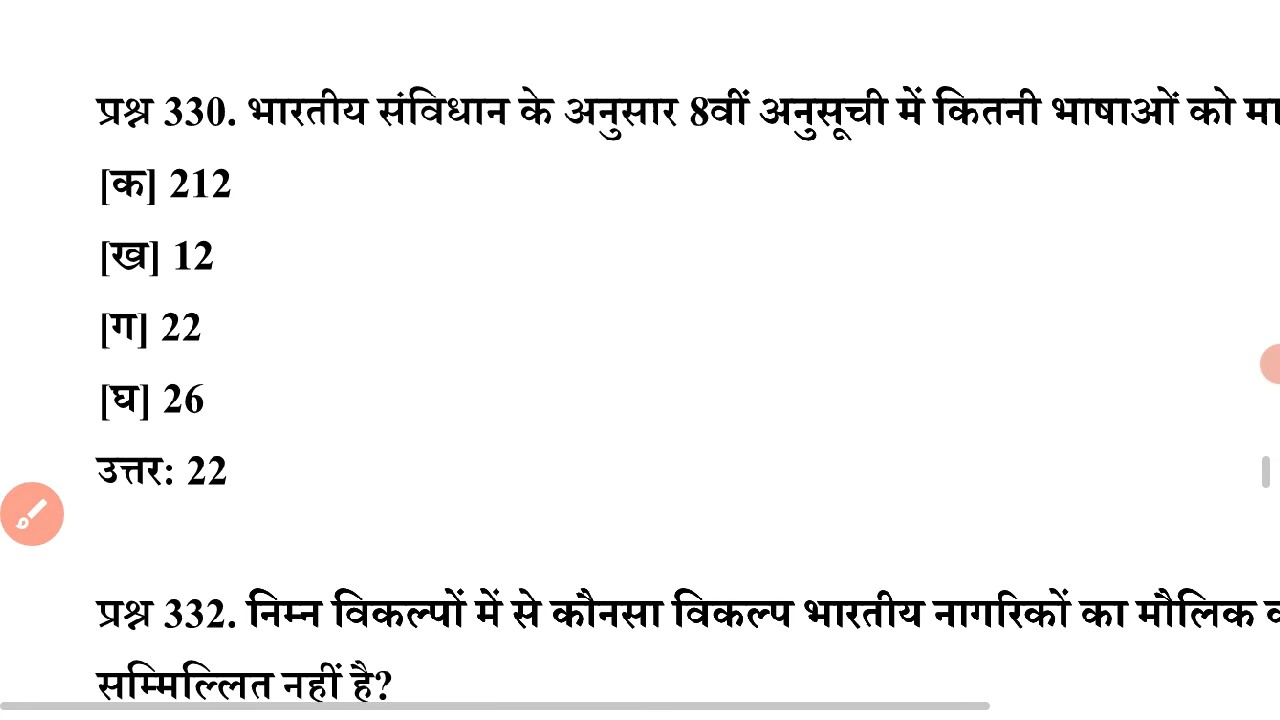 प्रश्न 330. भारतीय संविधान के अनुसार 8वीं अनुसूची में कितनी भाषाओं को
[क] 212
[ख] 12
[ग] 22
[घ] 26
उत्तर: 22
प्रश्न 332. निम्न विकल्पों में से कौनसा विकल्प भारतीय नागरिकों का मौलिक
सम्मिल्लित नहीं है?